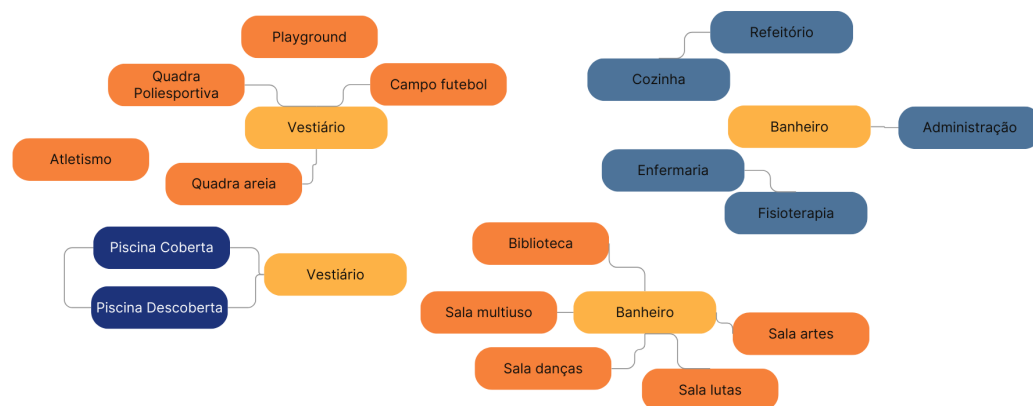 Playground
Refeitório
Quadra
Poliesportiva
Campo futebol
Cozinha
Vestiário
Banheiro
Administração
Atletismo
Quadra areia
Enfermaria
Fisioterapia
Piscina Coberta
Vestiário
Piscina Descoberta
Biblioteca
Sala multiuso
Banheiro
Sala artes
Sala danças
Sala lutas